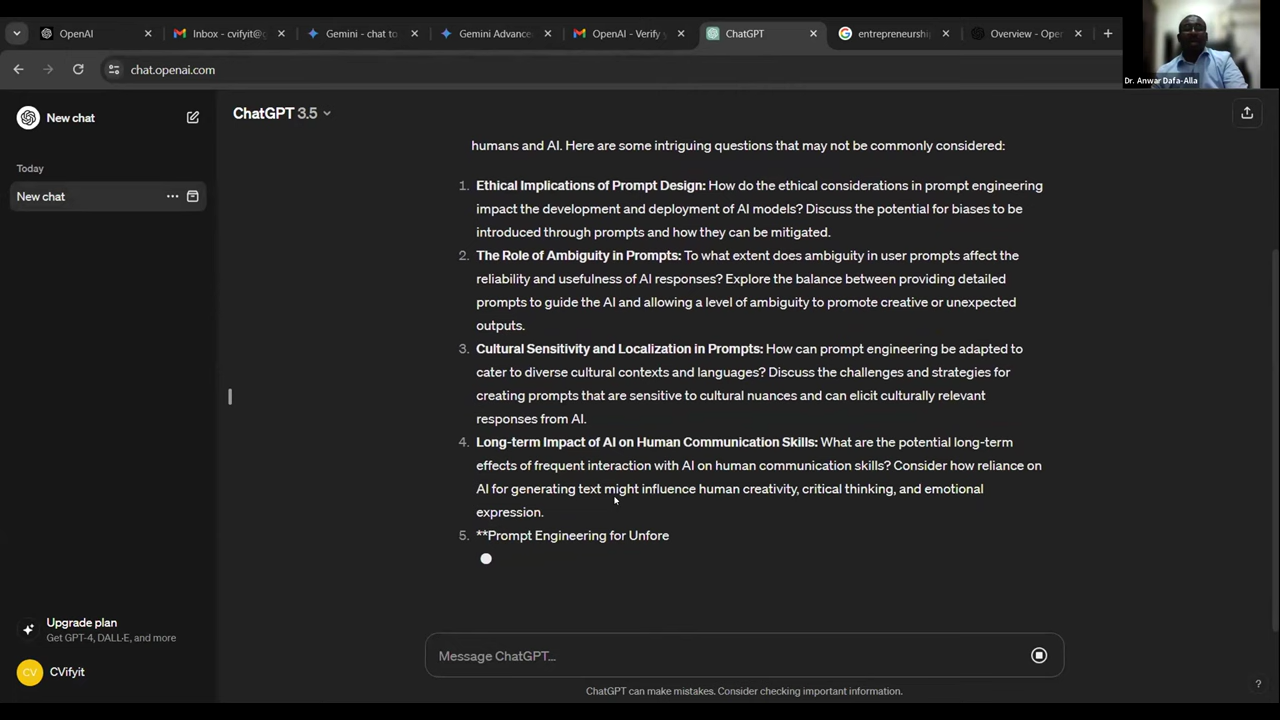 OpenAI
Inbox - cvifyit@g
Gemini - chat to
Gemini Advance
OpenAI - Verify y
ChatGPT
entrepreneurshi
Overview - Open
chat.openai.com
Dr. Anwar Dafa-Alla
New chat
ChatGPT 3.5
Today
New chat
humans and AI. Here are some intriguing questions that may not be commonly considered:
1. Ethical Implications of Prompt Design: How do the ethical considerations in prompt engineering
impact the development and deployment of AI models? Discuss the potential for biases to be
introduced through prompts and how they can be mitigated.
2. The Role of Ambiguity in Prompts: To what extent does ambiguity in user prompts affect the
reliability and usefulness of AI responses? Explore the balance between providing detailed
prompts to guide the AI and allowing a level of ambiguity to promote creative or unexpected
outputs.
3. Cultural Sensitivity and Localization in Prompts: How can prompt engineering be adapted to
cater to diverse cultural contexts and languages? Discuss the challenges and strategies for
creating prompts that are sensitive to cultural nuances and can elicit culturally relevant
responses from AI.
4. Long-term Impact of AI on Human Communication Skills: What are the potential long-term
effects of frequent interaction with AI on human communication skills? Consider how reliance on
AI for generating text might influence human creativity, critical thinking, and emotional
expression.
5. **Prompt Engineering for Unfore
Upgrade plan
Get GPT-4, DALL·E, and more
CV
CVifyit
Message ChatGPT...
ChatGPT can make mistakes. Consider checking important information.
?